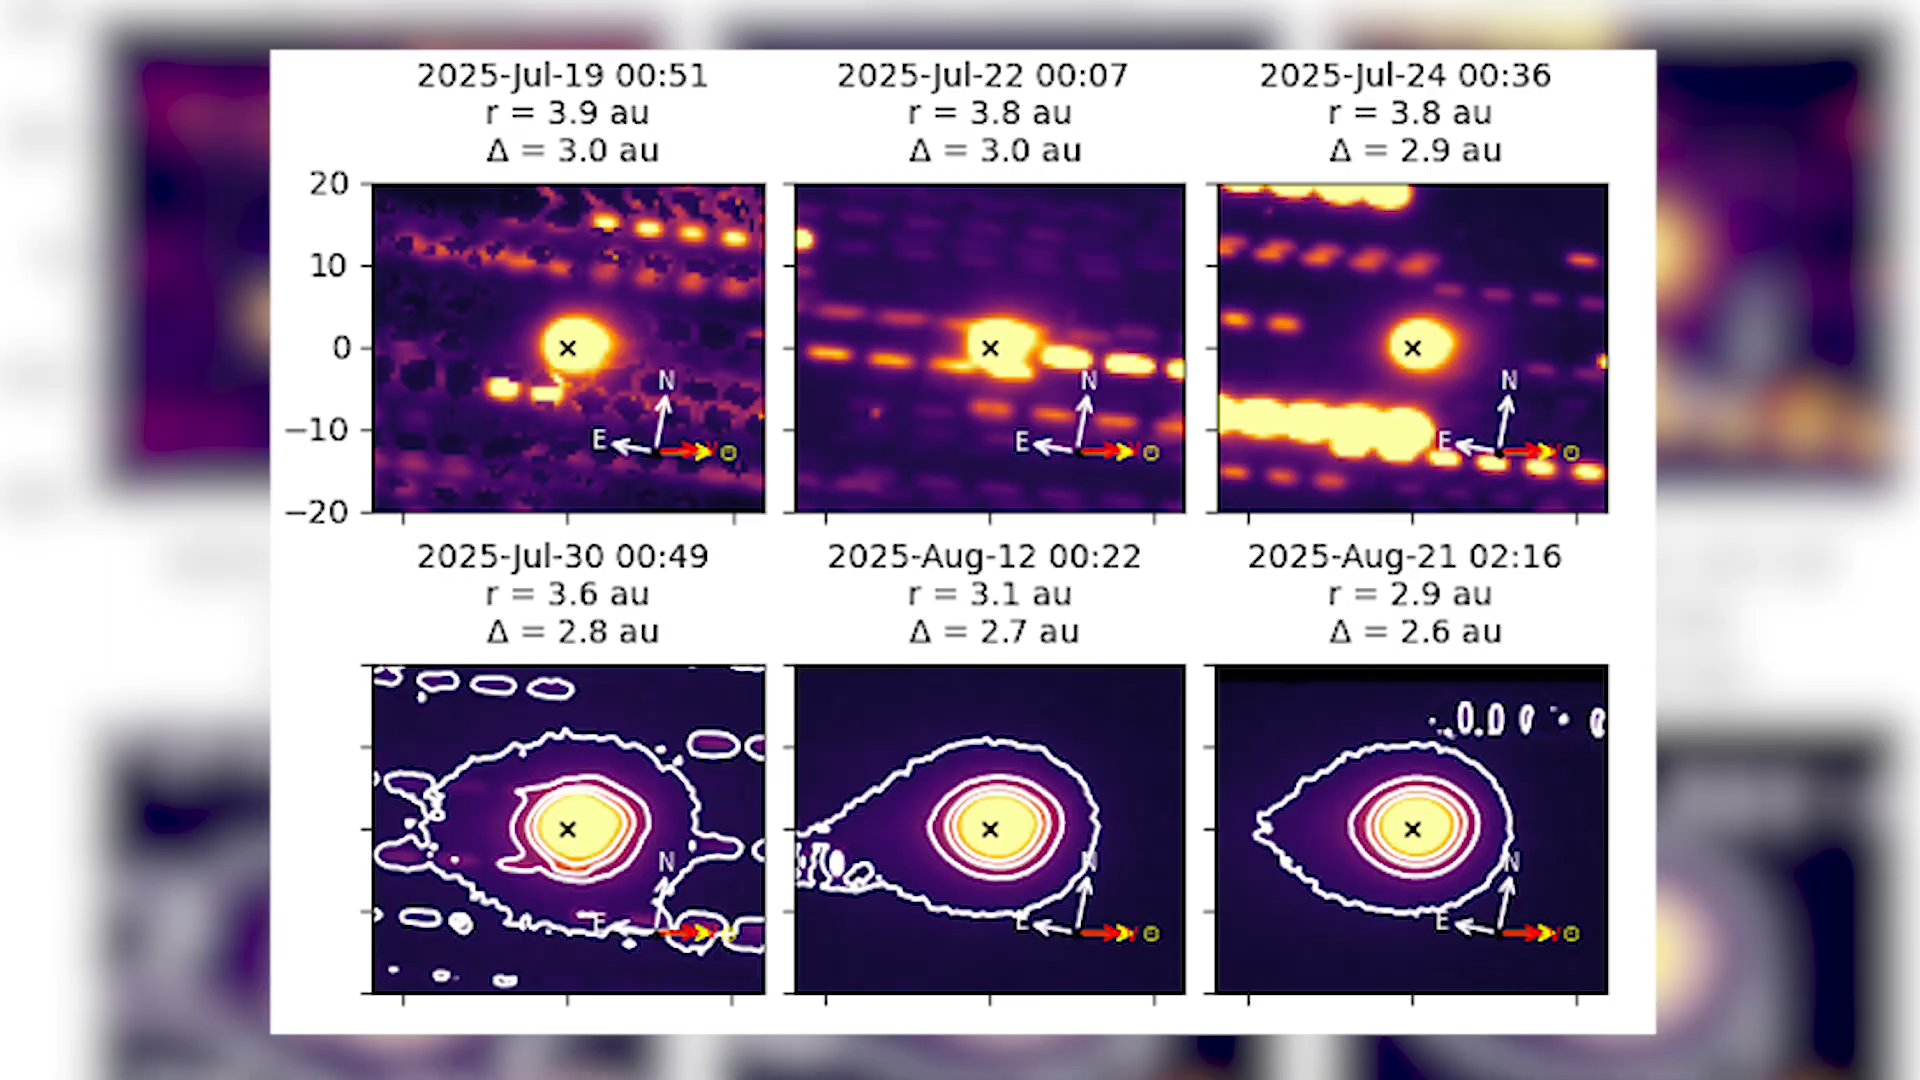 2025-Jul-19 00:51
r = 3.9 au
Δ = 3.0 au
2025-Jul-22 00:07
r = 3.8 au
Δ = 3.0 au
2025-Jul-24 00:36
r = 3.8 au
Δ = 2.9 au
20
10
0
−10
−20
N
E
N
E
N
E
2025-Jul-30 00:49
r = 3.6 au
Δ = 2.8 au
2025-Aug-12 00:22
r = 3.1 au
Δ = 2.7 au
2025-Aug-21 02:16
r = 2.9 au
Δ = 2.6 au
N
E
N
E
N
E